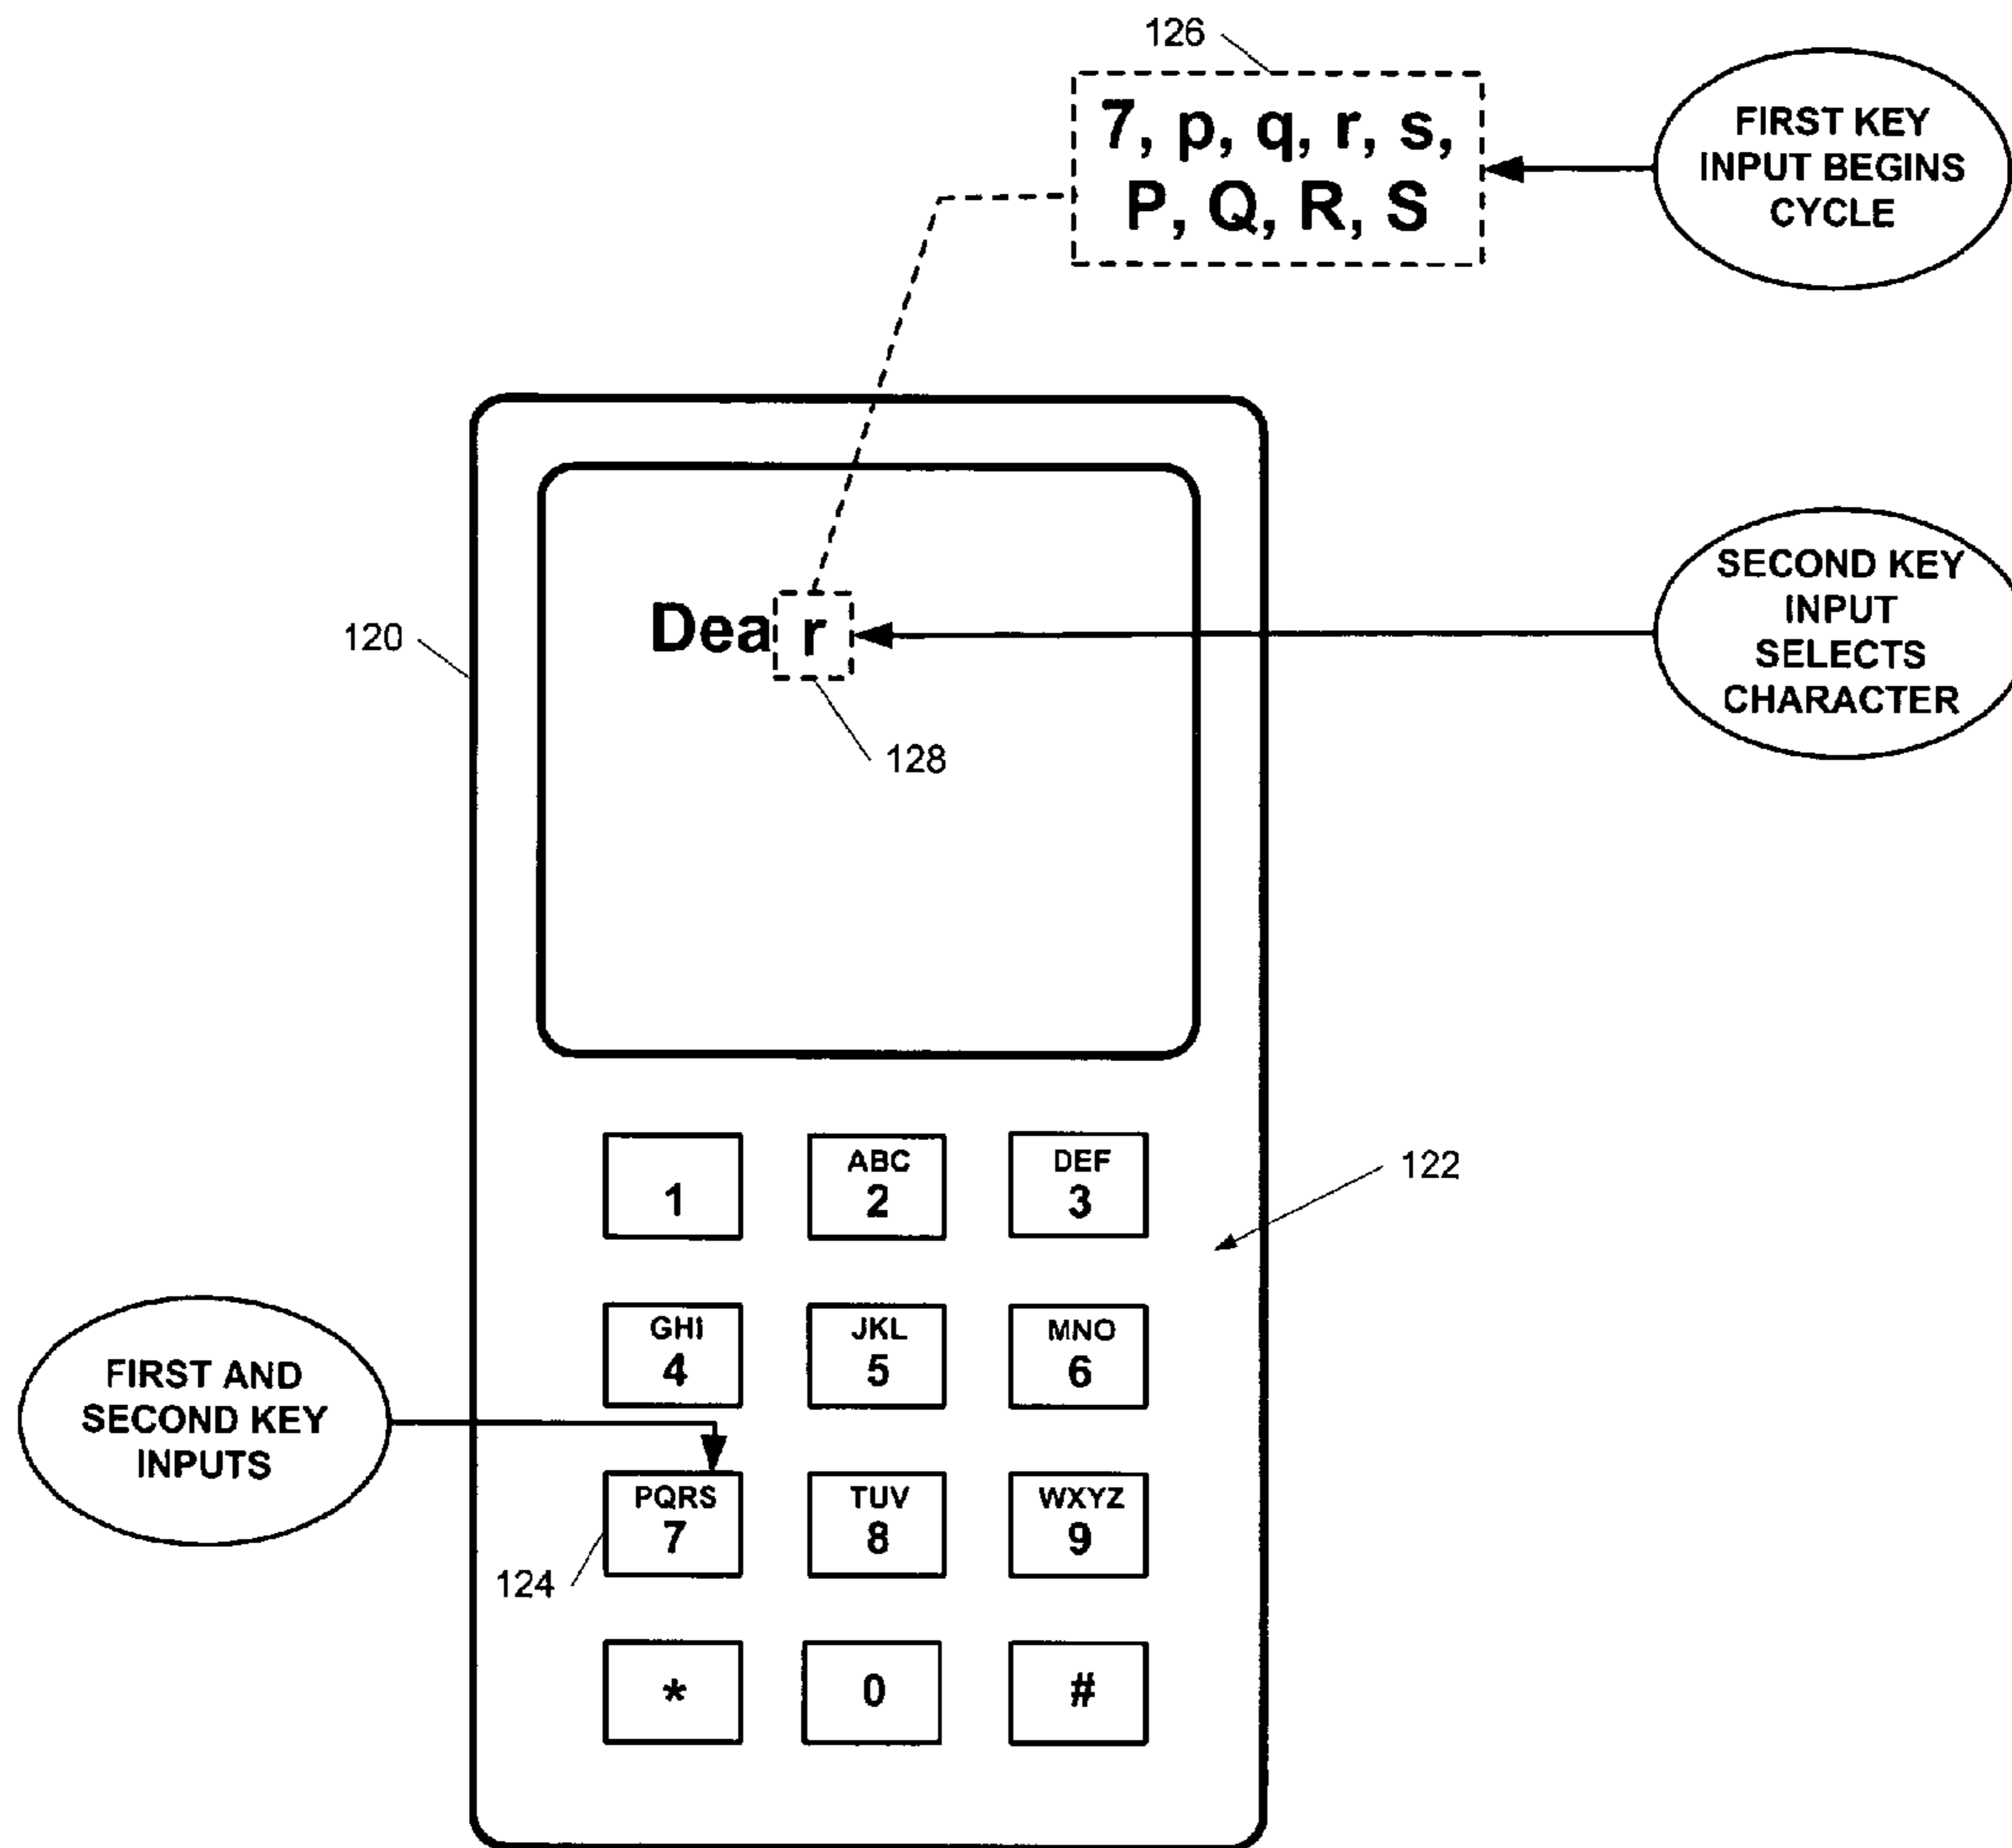 126
7, p, q, r, s,
P, Q, R, S
FIRST KEY
INPUT BEGINS
CYCLE
120
Dea r
128
SECOND KEY
INPUT
SELECTS
CHARACTER
1
ABC
2
DEF
3
122
GHI
4
JKL
5
MNO
6
FIRST AND
SECOND KEY
INPUTS
PQRS
7
TUV
8
WXYZ
9
124
*
0
#